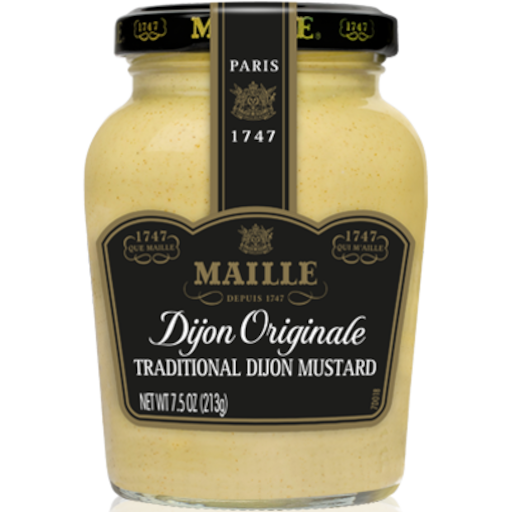 1747
MAILLE®
1747
PARIS
1747
1747
QUE MAILLE
1747
QUI M'AILLE
MAILLE
DEPUIS 1747
Dijon Originale
TRADITIONAL DIJON MUSTARD
NET WT 7.5 OZ (213g)